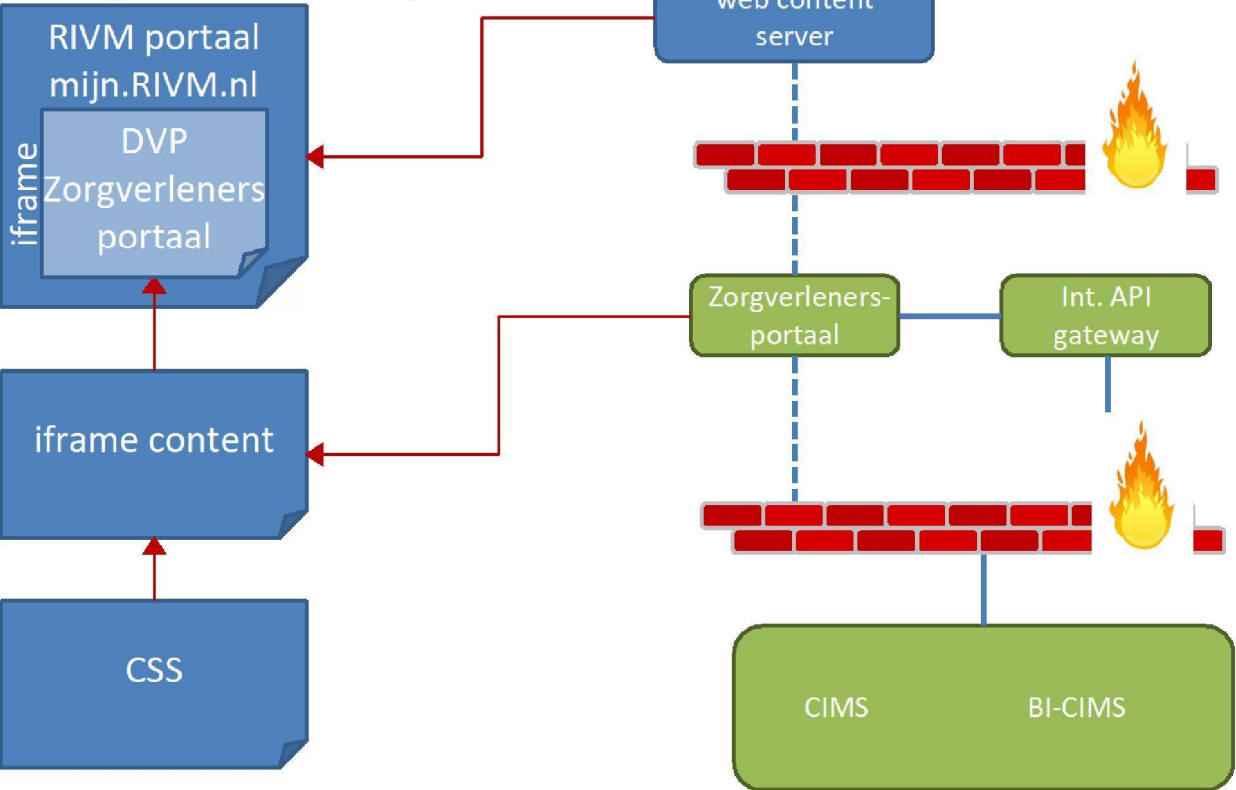 RIVM portaal
mijn.RIVM.nl
iframe
DVP
Zorgverleners
portaal
iframe content
CSS
web content
server
Zorgverleners-
portaal
Int. API
gateway
CIMS
BI-CIMS